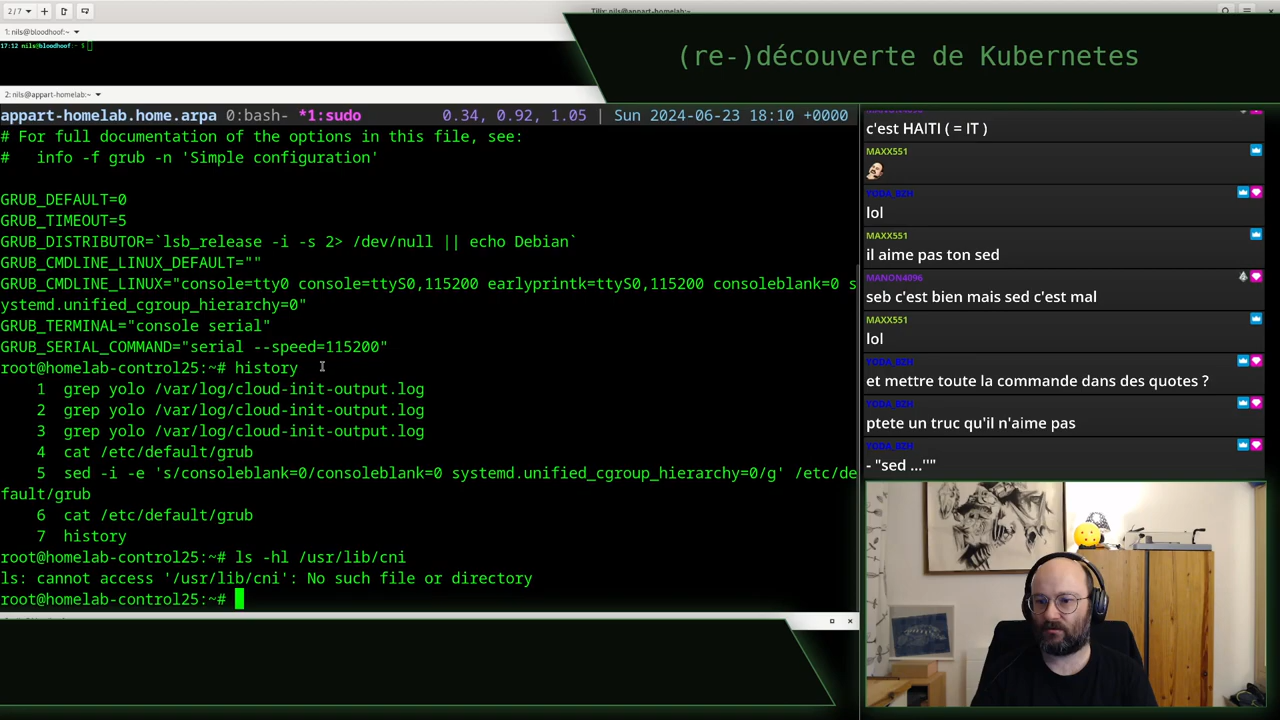 2 / 7
Tilix: nils@appart-homelab:~
1: nils@bloodhoof:~
17:12 nils@bloodhoof:~ $
(re-)découverte de Kubernetes
2: nils@appart-homelab:~
appart-homelab.home.arpa 0:bash- *1:sudo 0.34, 0.92, 1.05 | Sun 2024-06-23 18:10 +0000
# For full documentation of the options in this file, see:
#   info -f grub -n 'Simple configuration'
GRUB_DEFAULT=0
GRUB_TIMEOUT=5
GRUB_DISTRIBUTOR=`lsb_release -i -s 2> /dev/null || echo Debian`
GRUB_CMDLINE_LINUX_DEFAULT=""
GRUB_CMDLINE_LINUX="console=tty0 console=ttyS0,115200 earlyprintk=ttyS0,115200 consoleblank=0 s
ystemd.unified_cgroup_hierarchy=0"
GRUB_TERMINAL="console serial"
GRUB_SERIAL_COMMAND="serial --speed=115200"
root@homelab-control25:~# history
1  grep yolo /var/log/cloud-init-output.log
2  grep yolo /var/log/cloud-init-output.log
3  grep yolo /var/log/cloud-init-output.log
4  cat /etc/default/grub
5  sed -i -e 's/consoleblank=0/consoleblank=0 systemd.unified_cgroup_hierarchy=0/g' /etc/de
fault/grub
6  cat /etc/default/grub
7  history
root@homelab-control25:~# ls -hl /usr/lib/cni
ls: cannot access '/usr/lib/cni': No such file or directory
root@homelab-control25:~#
MANON4096
c'est HAITI ( = IT )
MAXX551
YODA_BZH
lol
MAXX551
il aime pas ton sed
MANON4096
seb c'est bien mais sed c'est mal
MAXX551
lol
YODA_BZH
et mettre toute la commande dans des quotes ?
YODA_BZH
ptete un truc qu'il n'aime pas
YODA_BZH
- "sed ...''"